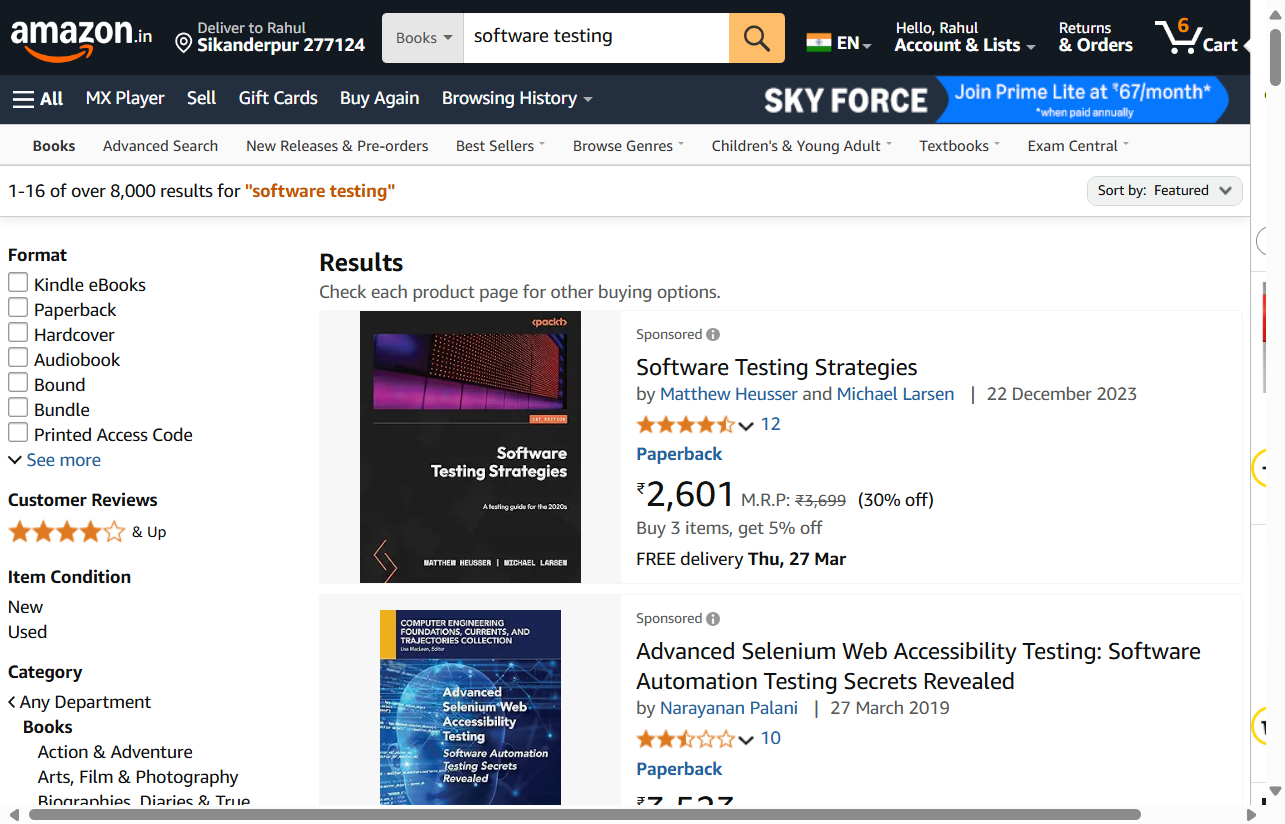 amazon.in
Deliver to Rahul
Sikanderpur 277124
Books
software testing
EN
Hello, Rahul
Account & Lists
Returns
& Orders
6
Cart
All
MX Player
Sell
Gift Cards
Buy Again
Browsing History
SKY FORCE
Join Prime Lite at ₹67/month*
*when paid annually
Books
Advanced Search
New Releases & Pre-orders
Best Sellers
Browse Genres
Children's & Young Adult
Textbooks
Exam Central
1-16 of over 8,000 results for "software testing"
Sort by: Featured
Format
Kindle eBooks
Paperback
Hardcover
Audiobook
Bound
Bundle
Printed Access Code
See more
Customer Reviews
& Up
Item Condition
New
Used
Category
Any Department
Books
Action & Adventure
Arts, Film & Photography
Biographies, Diaries & True
Results
Check each product page for other buying options.
<packt>
1ST EDITION
Software
Testing Strategies
A testing guide for the 2020s
MATTHEW HEUSSER | MICHAEL LARSEN
Sponsored
Software Testing Strategies
by Matthew Heusser and Michael Larsen | 22 December 2023
12
Paperback
₹2,601 M.R.P: ₹3,699 (30% off)
Buy 3 items, get 5% off
FREE delivery Thu, 27 Mar
COMPUTER ENGINEERING
FOUNDATIONS, CURRENTS, AND
TRAJECTORIES COLLECTION
Lisa MacLean, Editor
Advanced
Selenium Web
Accessibility
Testing
Software Automation
Testing Secrets
Revealed
Sponsored
Advanced Selenium Web Accessibility Testing: Software
Automation Testing Secrets Revealed
by Narayanan Palani | 27 March 2019
10
Paperback